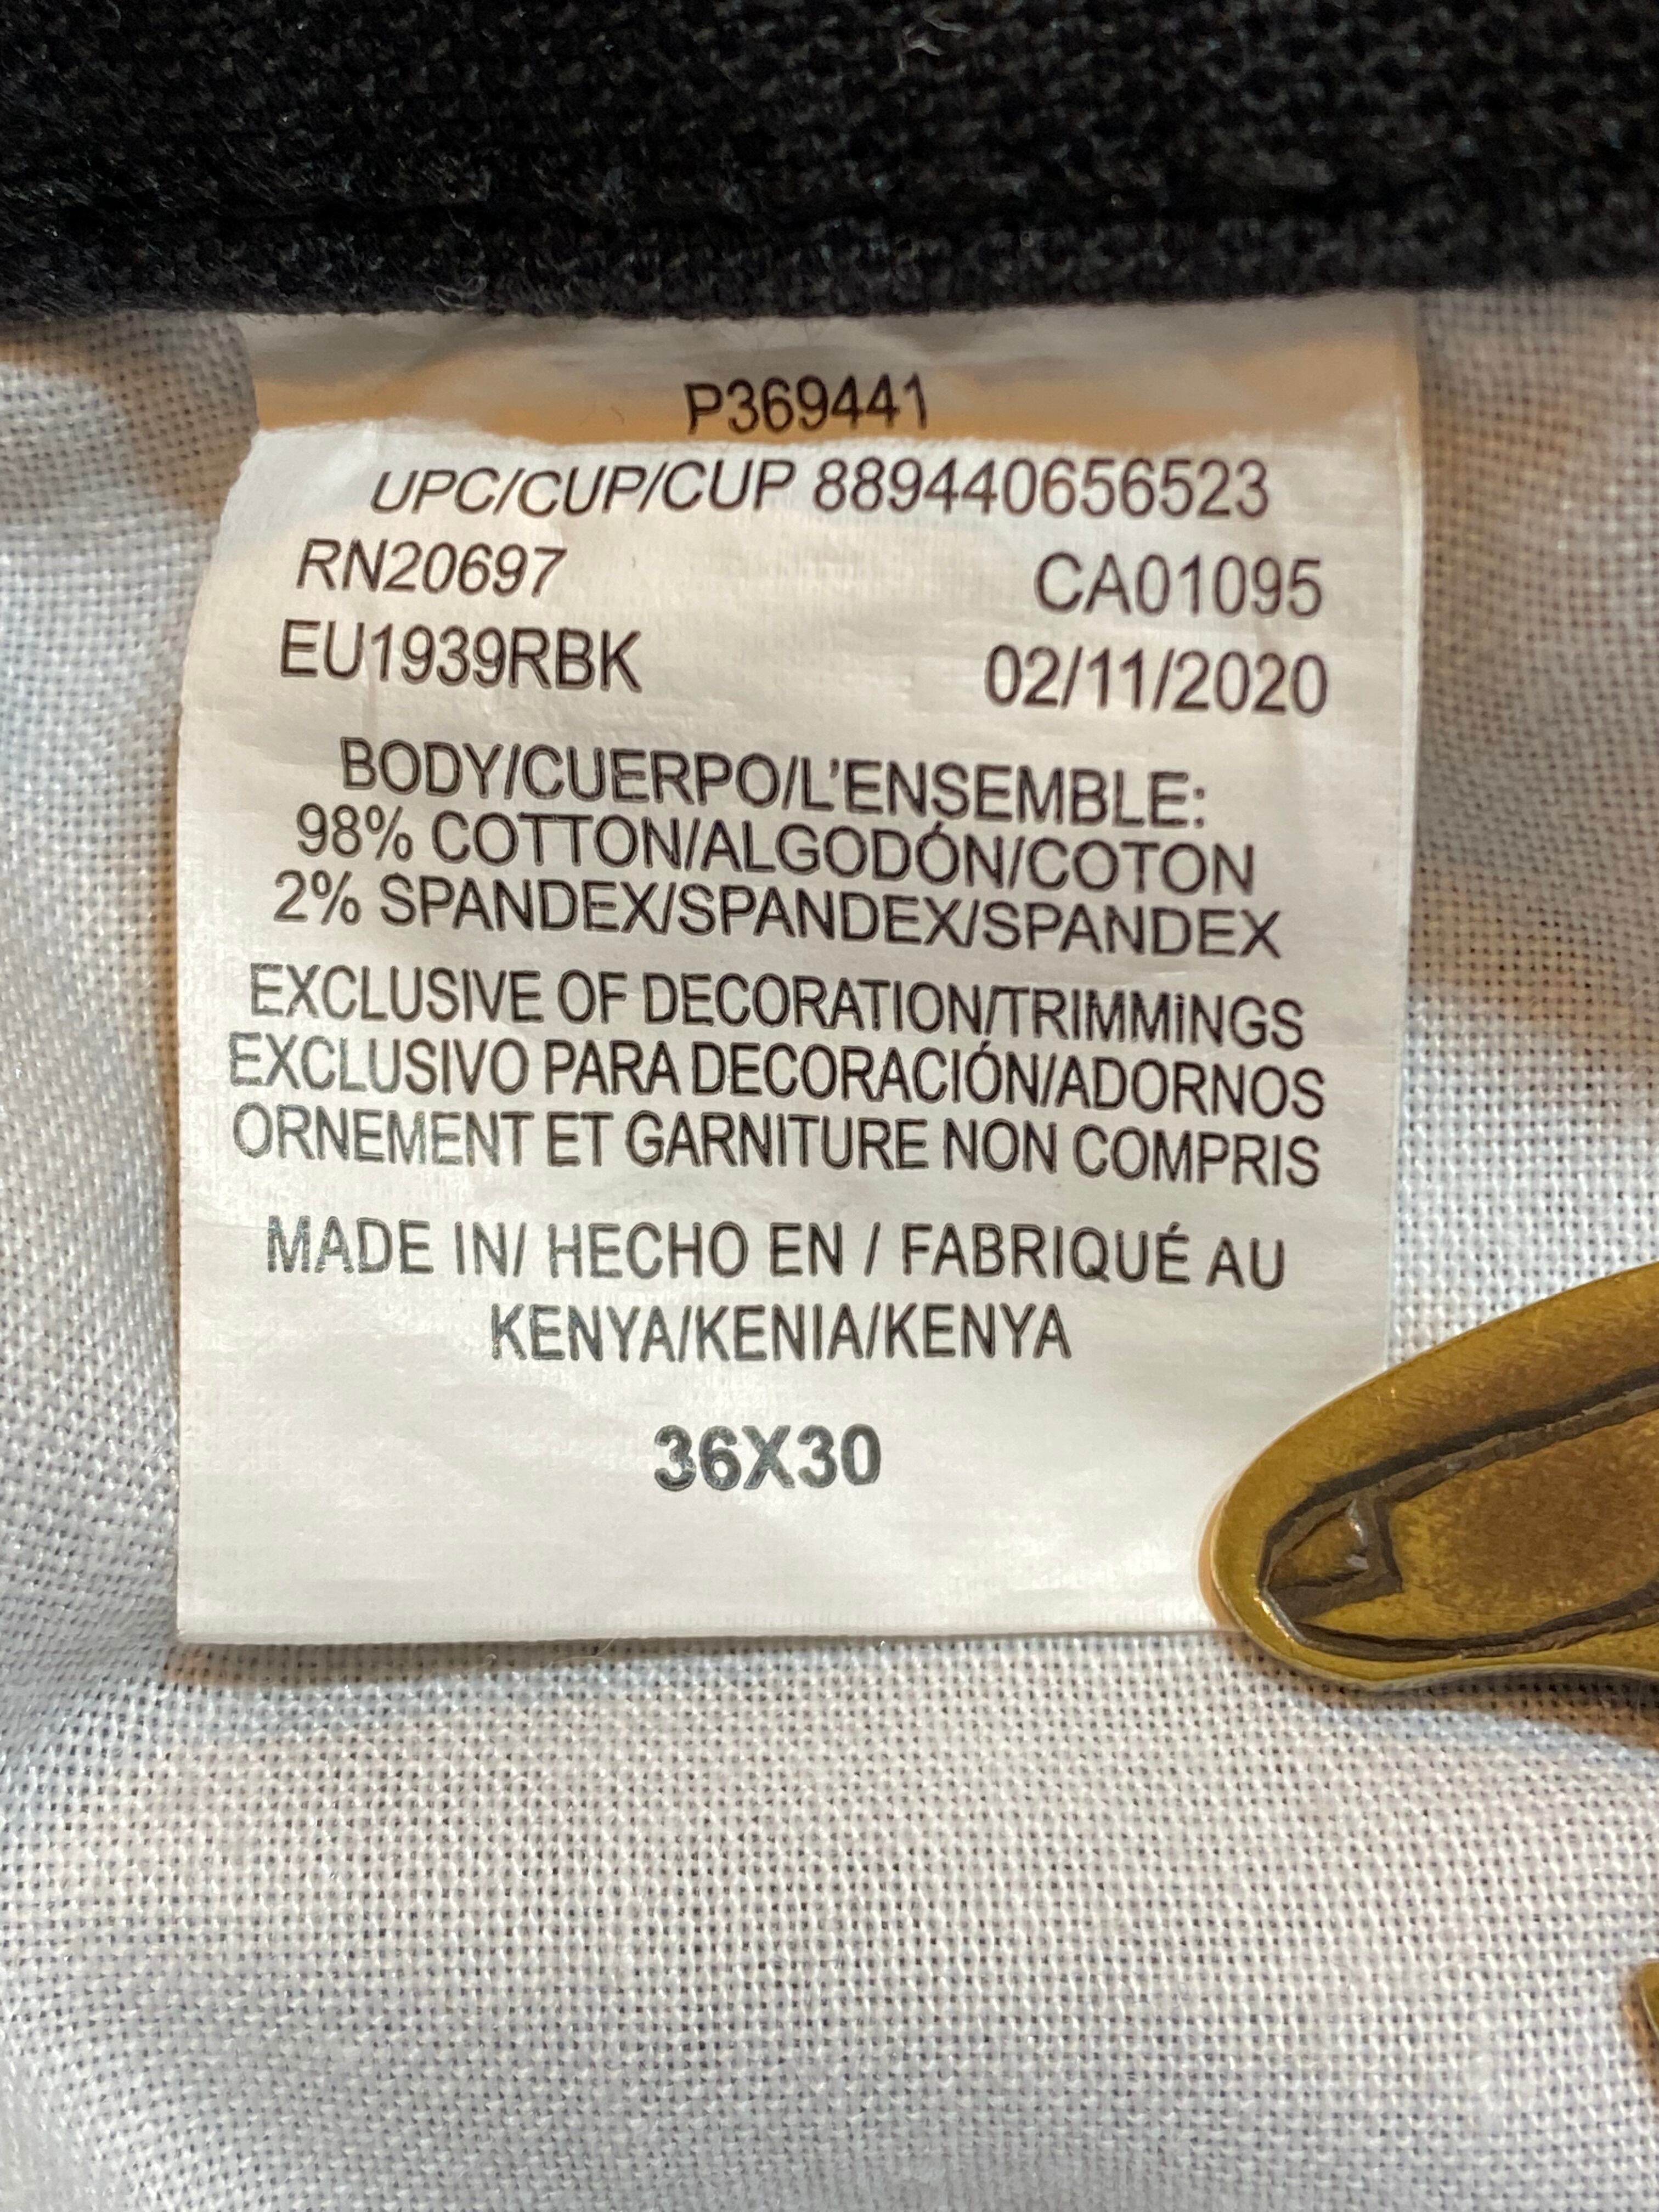 P369441
UPC/CUP/CUP 889440656523
RN20697 CA01095
EU1939RBK 02/11/2020
BODY/CUERPO/L'ENSEMBLE:
98% COTTON/ALGODÓN/COTON
2% SPANDEX/SPANDEX/SPANDEX
EXCLUSIVE OF DECORATION/TRIMMINGS
EXCLUSIVO PARA DECORACIÓN/ADORNOS
ORNEMENT ET GARNITURE NON COMPRIS
MADE IN/ HECHO EN / FABRIQUÉ AU
KENYA/KENIA/KENYA
36X30